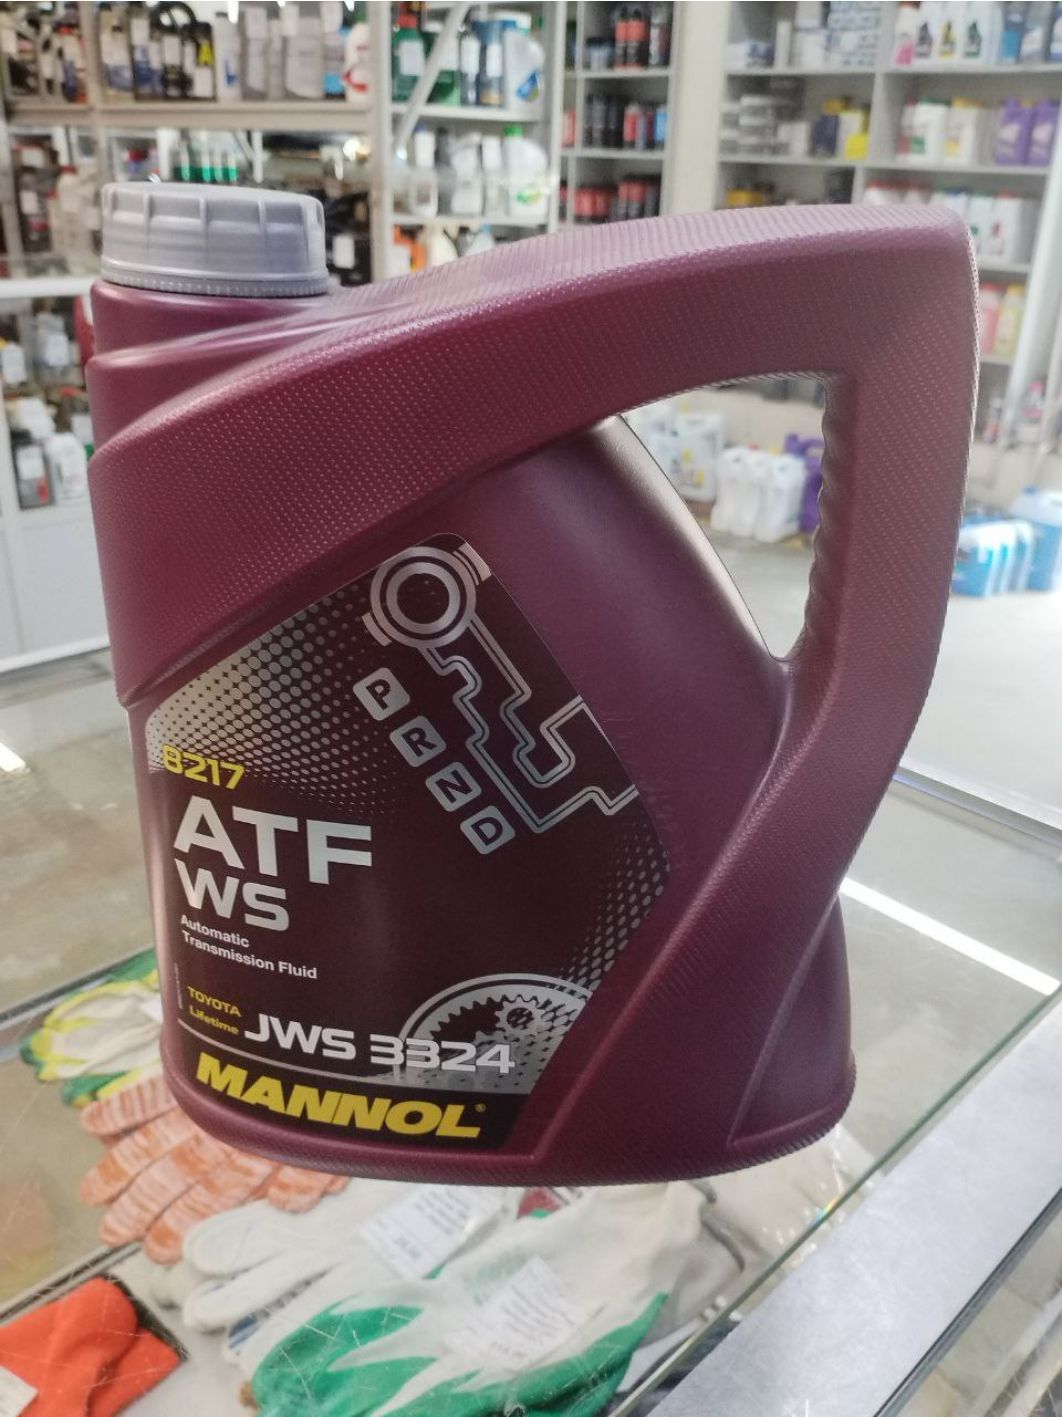 P
R
N
D
8217
ATF
WS
Automatic
Transmission Fluid
TOYOTA
Lifetime
JWS 3324
MANNOL®